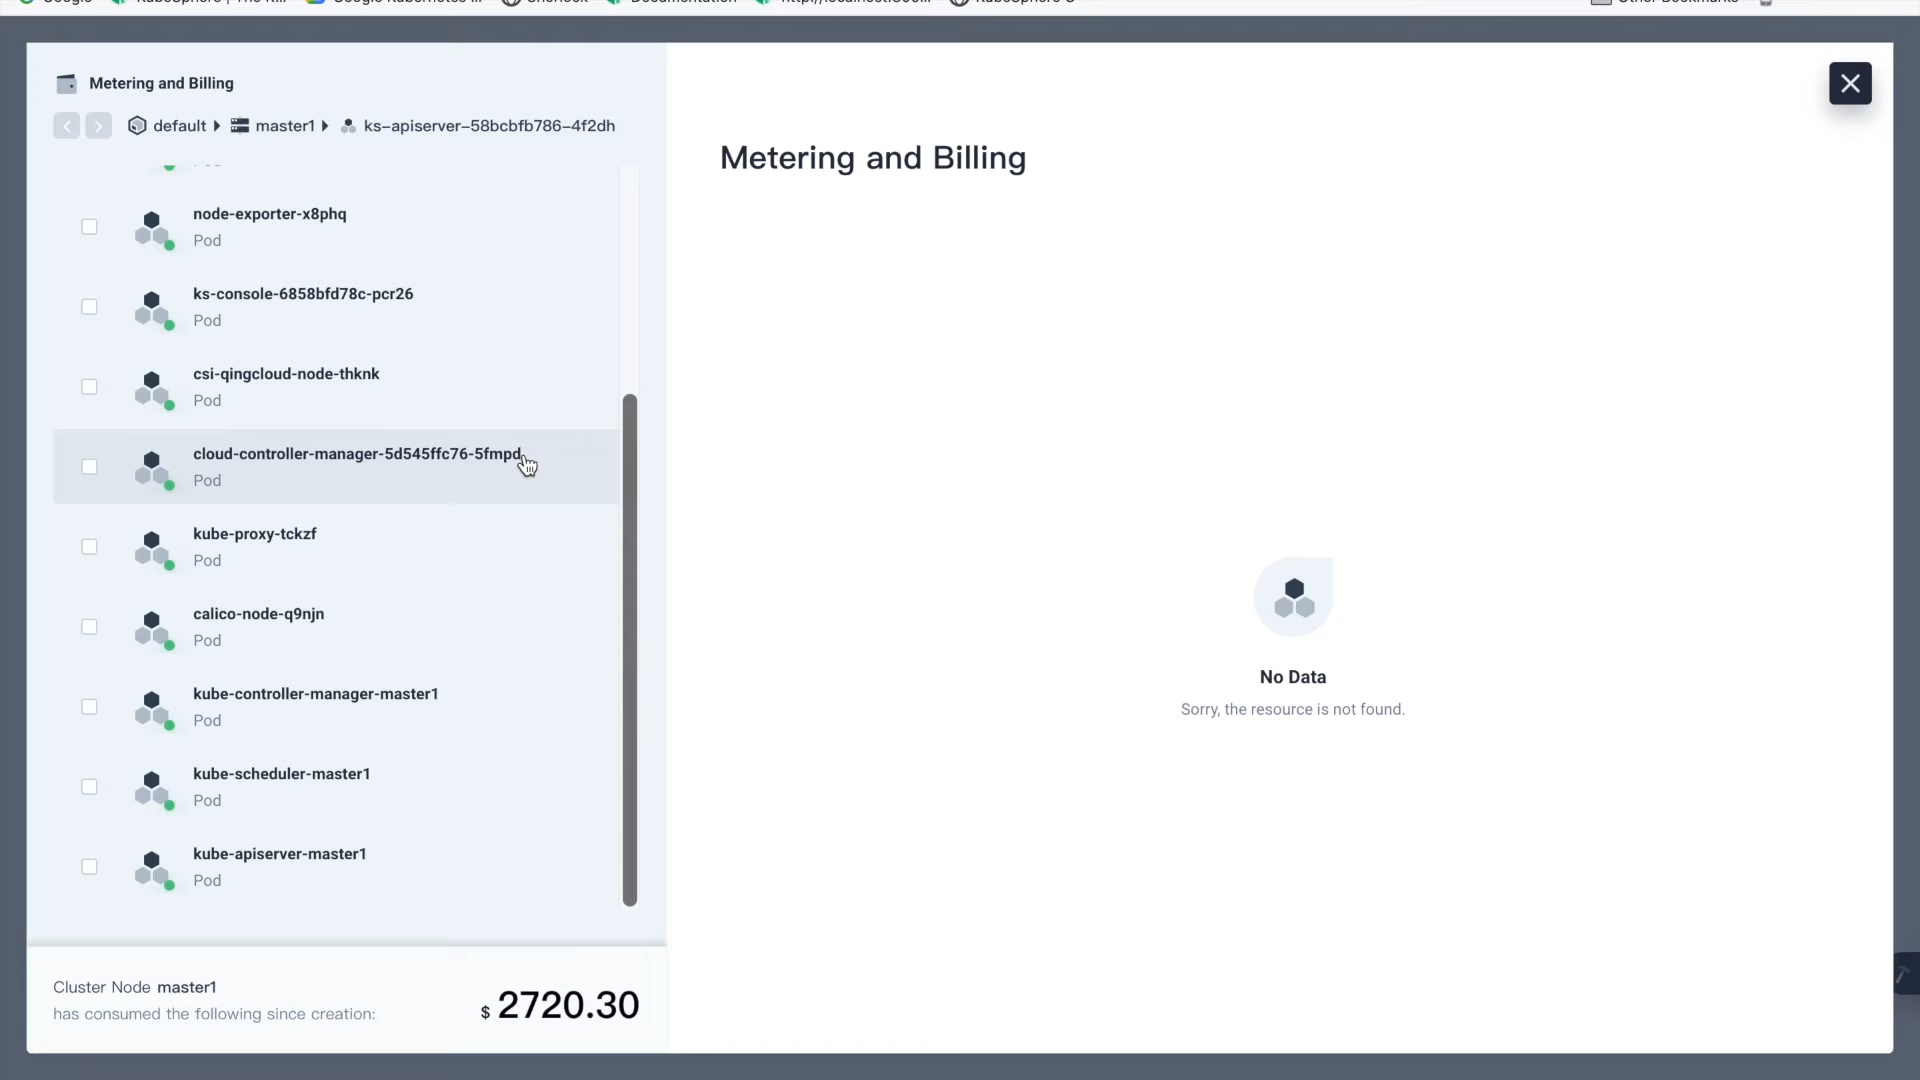 Metering and Billing
default master1 ks-apiserver-58bcbfb786-4f2dh
node-exporter-x8phq
Pod
ks-console-6858bfd78c-pcr26
Pod
csi-qingcloud-node-thknk
Pod
cloud-controller-manager-5d545ffc76-5fmpd
Pod
kube-proxy-tckzf
Pod
calico-node-q9njn
Pod
kube-controller-manager-master1
Pod
kube-scheduler-master1
Pod
kube-apiserver-master1
Pod
Cluster Node master1
has consumed the following since creation:
$ 2720.30
Metering and Billing
No Data
Sorry, the resource is not found.